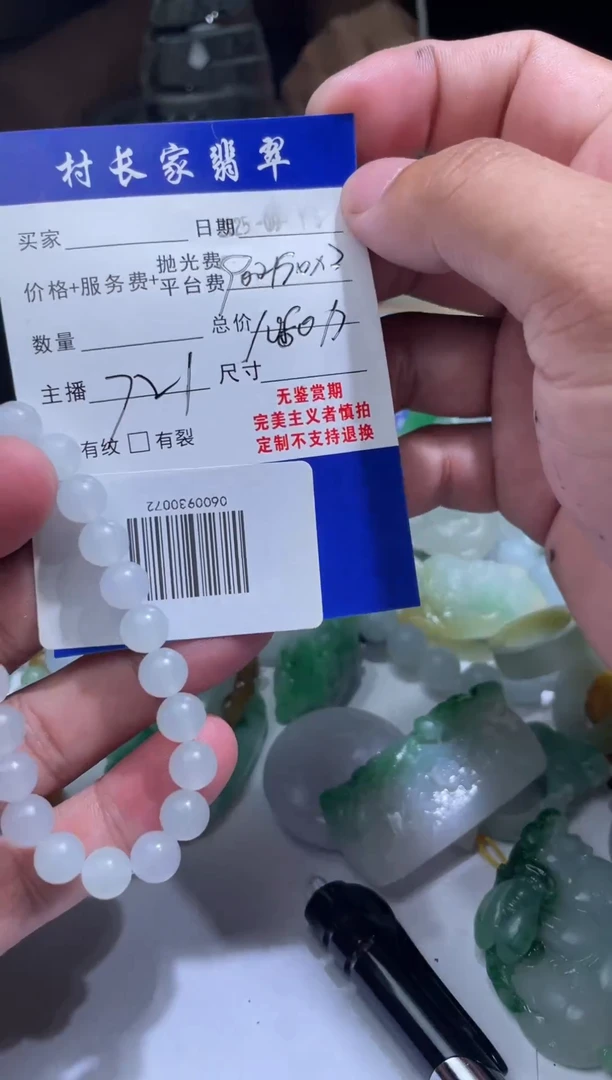 村长家翡翠
买家 日期
抛光费
价格+服务费+平台费
数量 总价
主播 721 尺寸
无鉴赏期
完美主义者慎拍
定制不支持退换
有纹 □ 有裂
0600930072